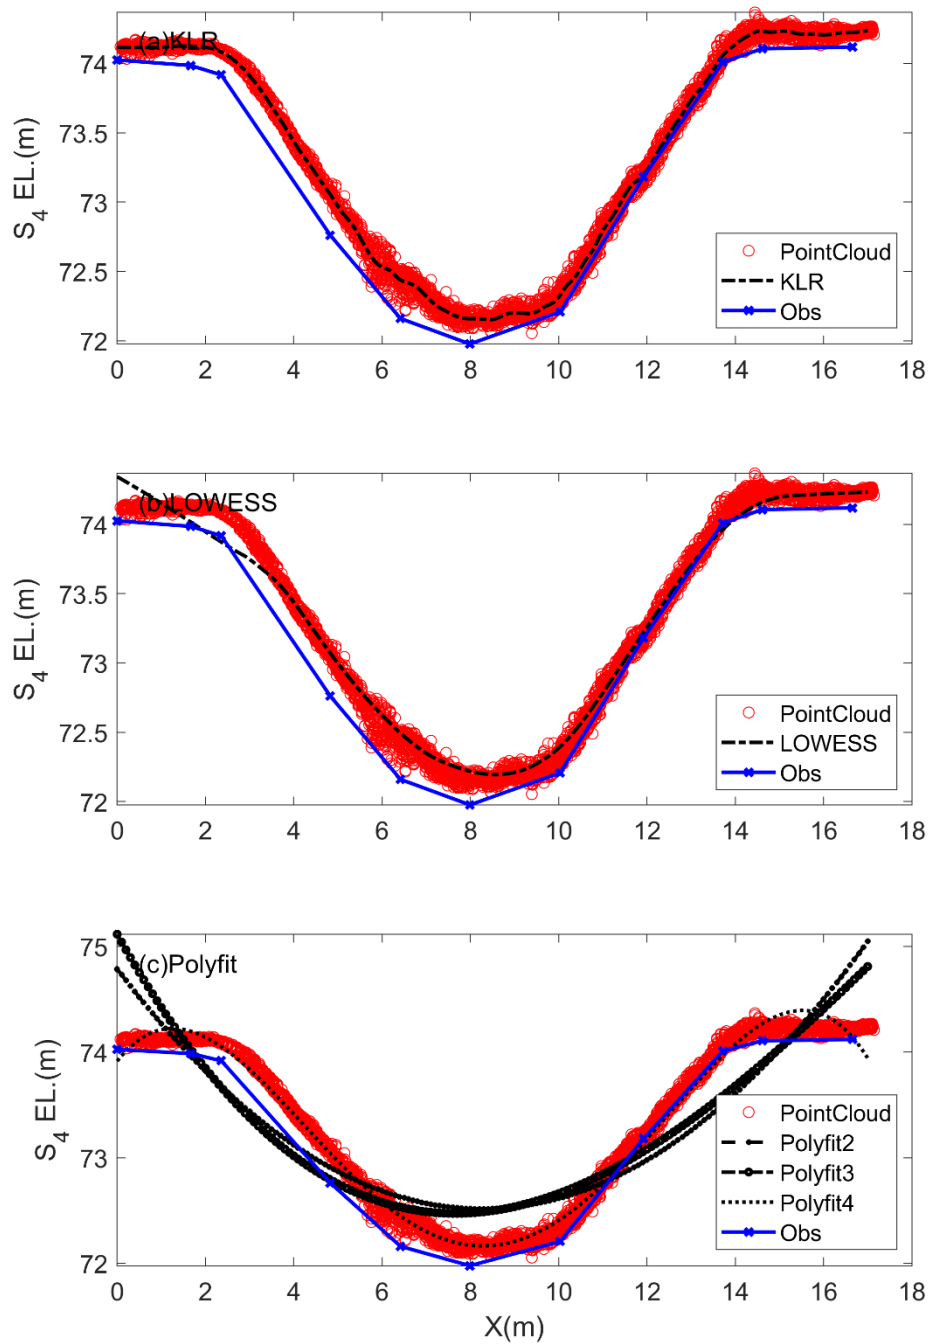 (a)KLR
74
73.5
73
72.5
72
S4 EL.(m)
0 2 4 6 8 10 12 14 16 18
PointCloud
KLR
Obs
(b)LOWESS
74
73.5
73
72.5
72
S4 EL.(m)
0 2 4 6 8 10 12 14 16 18
PointCloud
LOWESS
Obs
75
(c)Polyfit
74
73
72
S4 EL.(m)
0 2 4 6 8 10 12 14 16 18
X(m)
PointCloud
Polyfit2
Polyfit3
Polyfit4
Obs